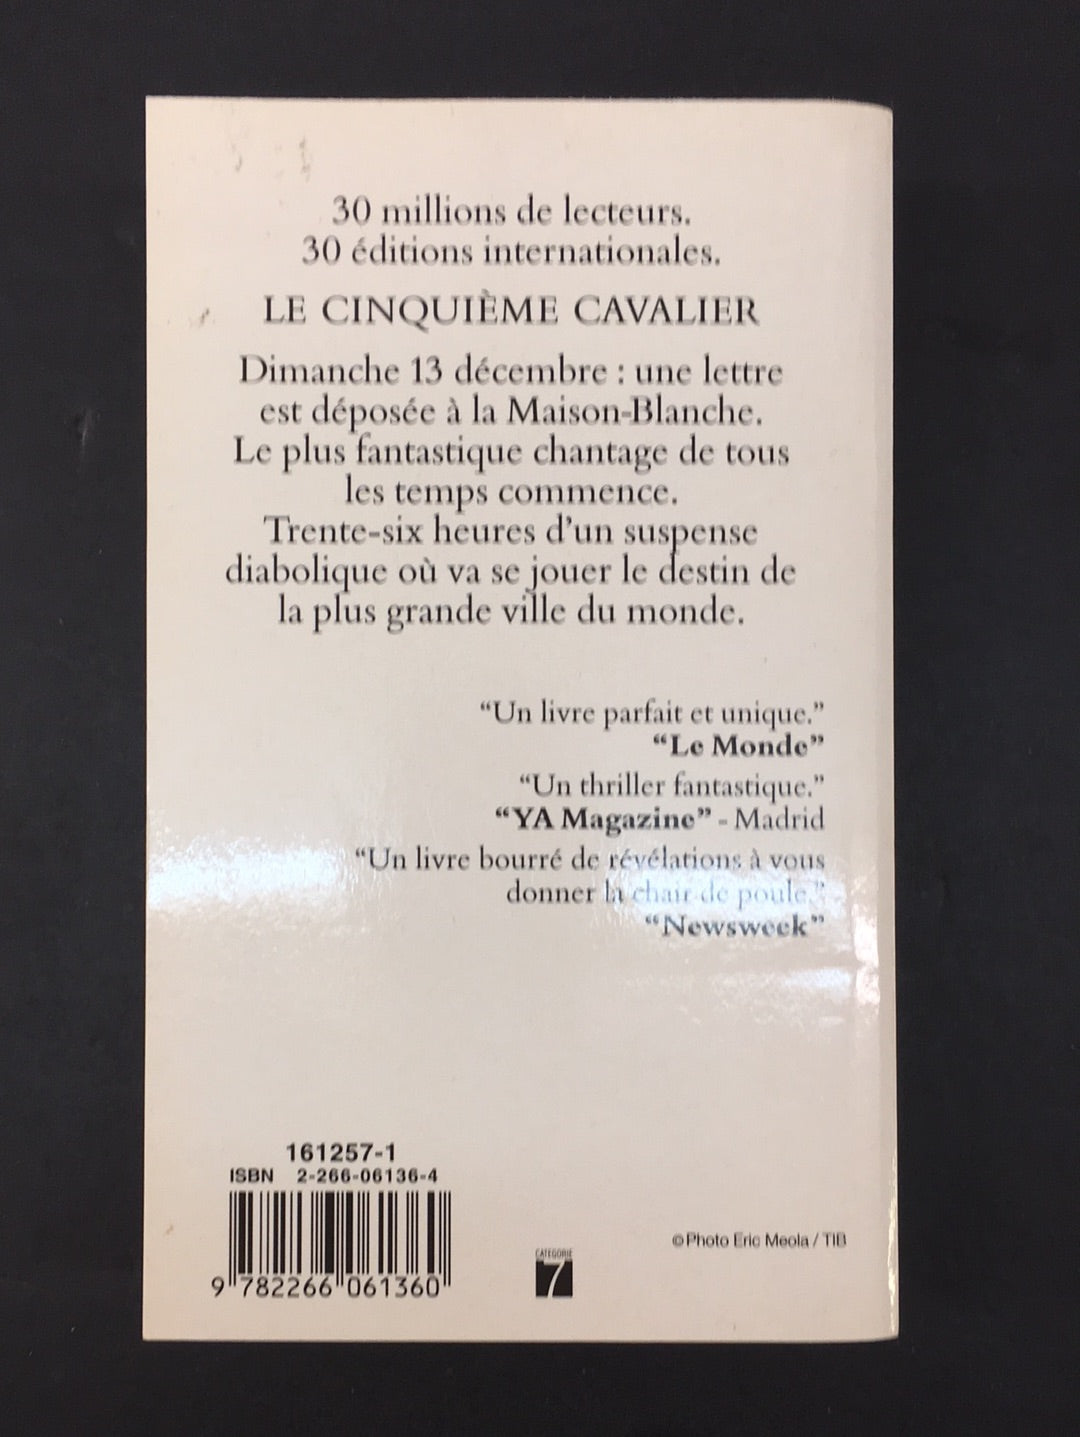 30 millions de lecteurs.
30 éditions internationales.
LE CINQUIÈME CAVALIER
Dimanche 13 décembre : une lettre
est déposée à la Maison-Blanche.
Le plus fantastique chantage de tous
les temps commence.
Trente-six heures d'un suspense
diabolique où va se jouer le destin de
la plus grande ville du monde.
“Un livre parfait et unique.”
“Le Monde”
“Un thriller fantastique.”
“YA Magazine” - Madrid
“Un livre bourré de révélations à vous
donner la chair de poule.”
“Newsweek”
161257-1
ISBN 2-266-06136-4
9 782266 061360
CATÉGORIE
7
© Photo Eric Meola / TIB